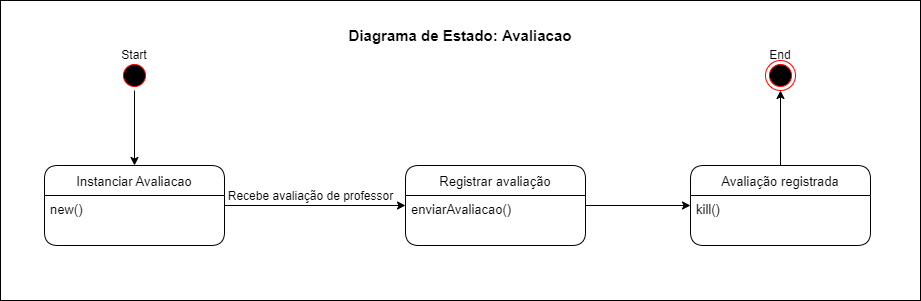 Diagrama de Estado: Avaliacao
Start
End
Instanciar Avaliacao
new()
Recebe avaliação de professor
Registrar avaliação
enviarAvaliacao()
Avaliação registrada
kill()